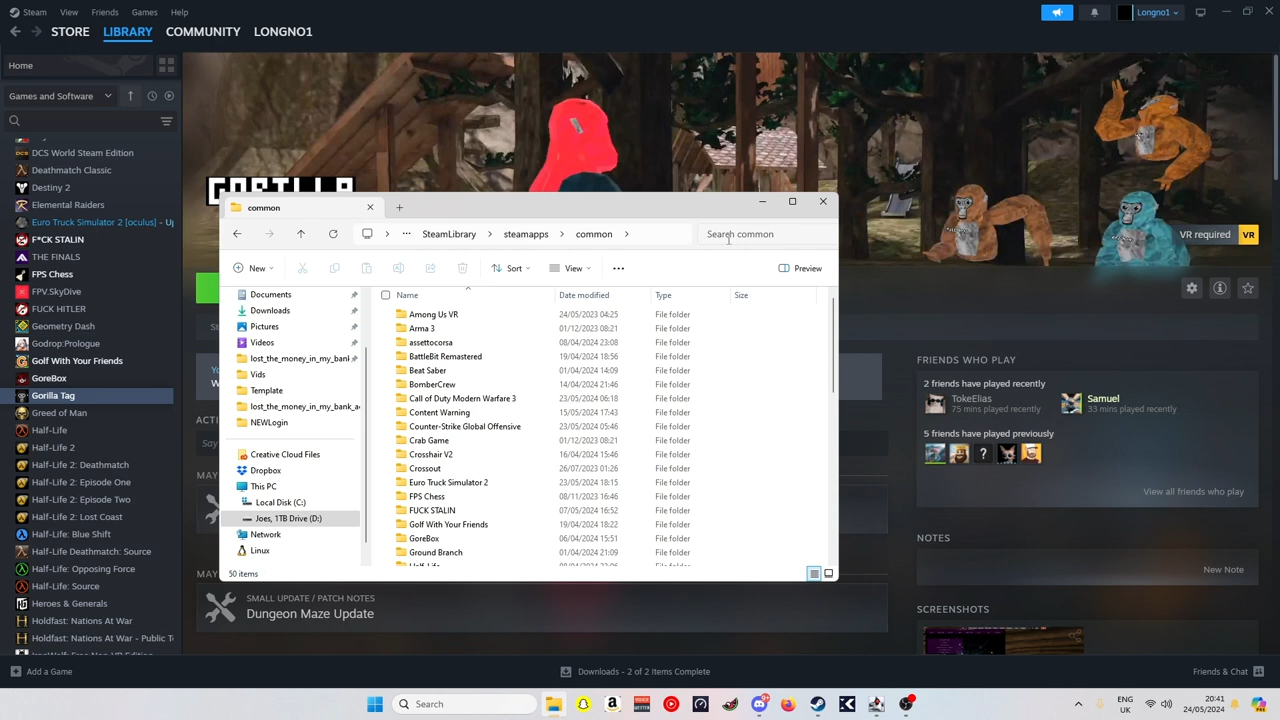 Steam View Friends Games Help
Longno1
STORE LIBRARY COMMUNITY LONGNO1
Home
Games and Software
DCS World Steam Edition
Deathmatch Classic
Destiny 2
Elemental Raiders
Euro Truck Simulator 2 [oculus] - Up
F*CK STALIN
THE FINALS
FPS Chess
FPV.SkyDive
FUCK HITLER
Geometry Dash
Godrop:Prologue
Golf With Your Friends
GoreBox
Gorilla Tag
Greed of Man
Half-Life
Half-Life 2
Half-Life 2: Deathmatch
Half-Life 2: Episode One
Half-Life 2: Episode Two
Half-Life 2: Lost Coast
Half-Life: Blue Shift
Half-Life Deathmatch: Source
Half-Life: Opposing Force
Half-Life: Source
Heroes & Generals
Holdfast: Nations At War
Holdfast: Nations At War - Public T
GORILLA
VR required VR
common
SteamLibrary steamapps common
Search common
New Sort View Preview
Documents
Downloads
Pictures
Videos
lost_the_money_in_my_banl
Vids
Template
lost_the_money_in_my_bank_a
NEWLogin
Creative Cloud Files
Dropbox
This PC
Local Disk (C:)
Joes, 1TB Drive (D:)
Network
Linux
Name Date modified Type Size
Among Us VR 24/05/2023 04:25 File folder
Arma 3 01/12/2023 08:21 File folder
assettocorsa 08/04/2024 23:08 File folder
BattleBit Remastered 19/04/2024 18:56 File folder
Beat Saber 01/04/2024 14:09 File folder
BomberCrew 14/04/2024 21:46 File folder
Call of Duty Modern Warfare 3 23/05/2024 06:18 File folder
Content Warning 15/05/2024 17:43 File folder
Counter-Strike Global Offensive 23/05/2024 05:46 File folder
Crab Game 01/12/2023 08:21 File folder
Crosshair V2 16/04/2024 15:46 File folder
Crossout 26/07/2023 01:26 File folder
Euro Truck Simulator 2 23/05/2024 18:15 File folder
FPS Chess 08/11/2023 16:46 File folder
FUCK STALIN 07/05/2024 16:52 File folder
Golf With Your Friends 19/04/2024 18:22 File folder
GoreBox 06/04/2024 15:51 File folder
Ground Branch 01/04/2024 21:09 File folder
50 items
FRIENDS WHO PLAY
2 friends have played recently
TokeElias
75 mins played recently
Samuel
33 mins played recently
5 friends have played previously
View all friends who play
NOTES
New Note
SCREENSHOTS
SMALL UPDATE / PATCH NOTES
Dungeon Maze Update
Add a Game
Downloads - 2 of 2 Items Complete
Friends & Chat
Search
ENG
UK
20:41
24/05/2024